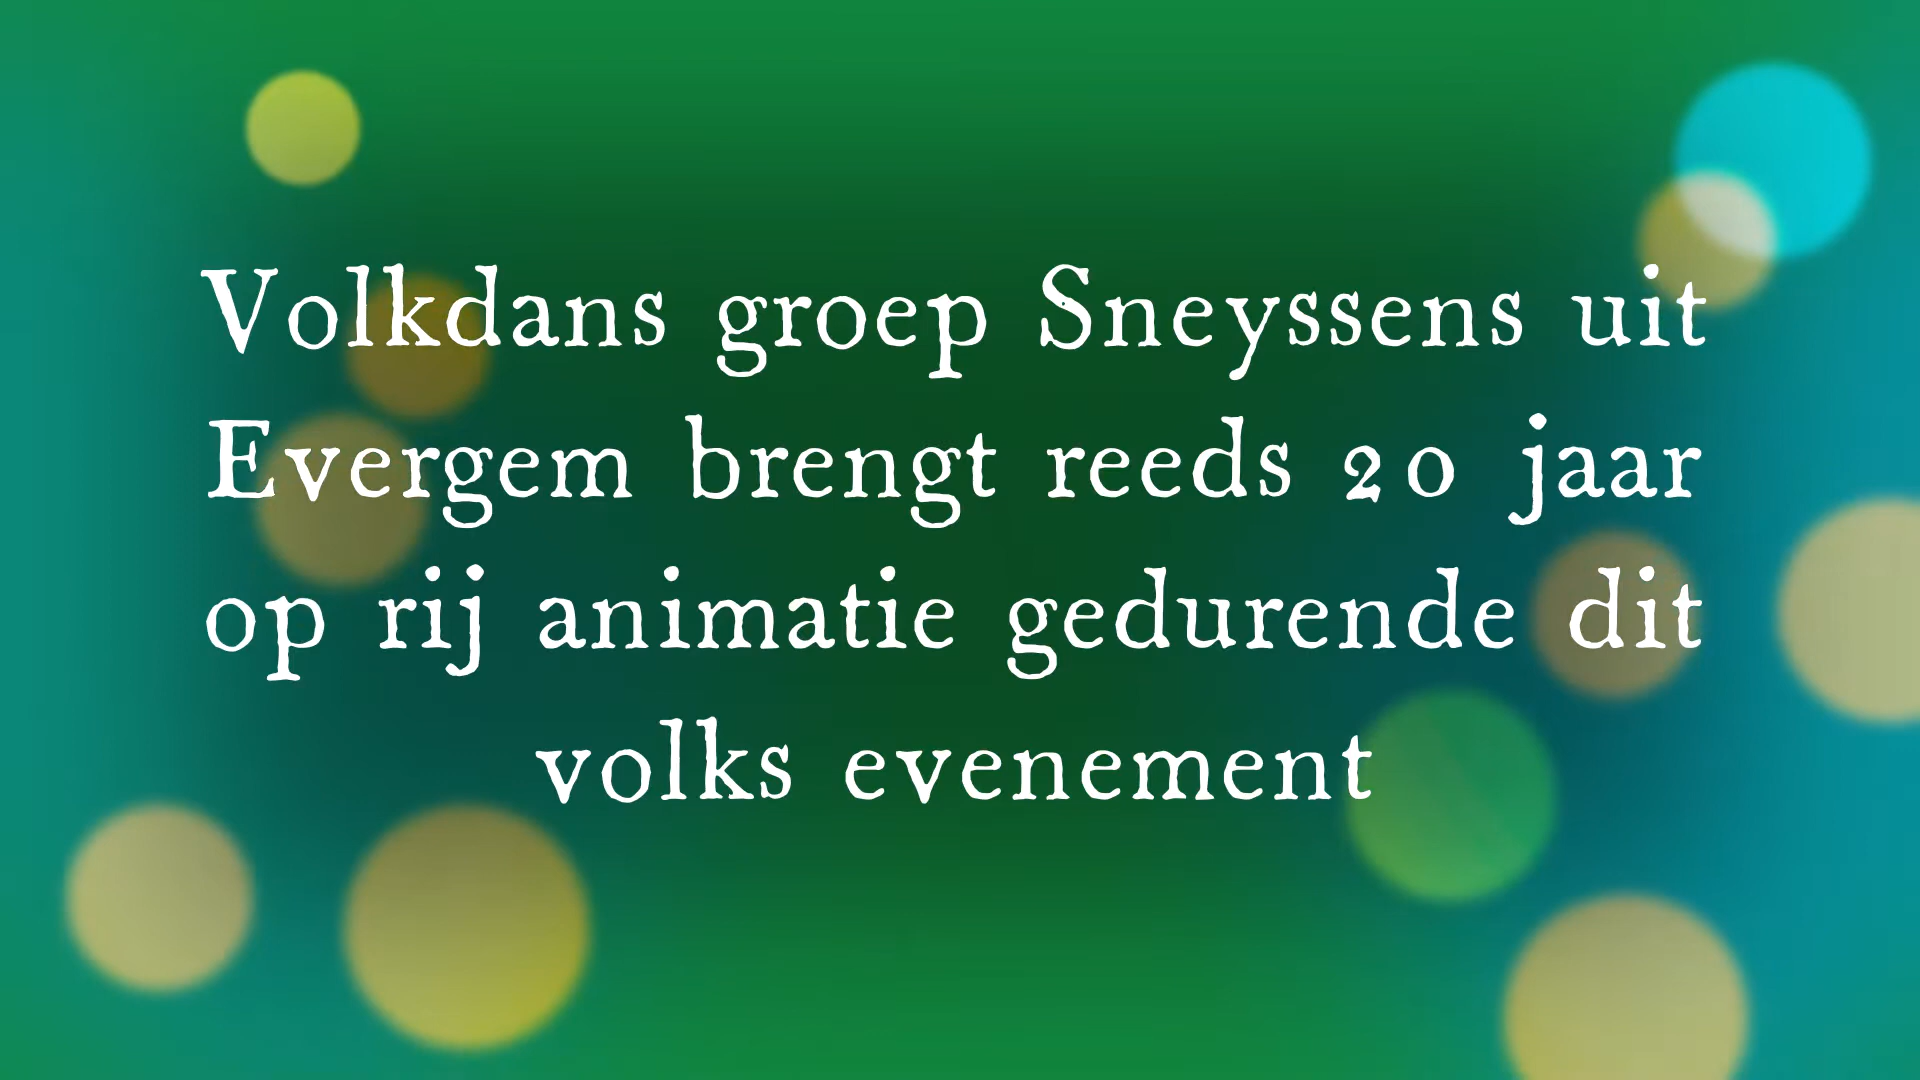 Volkdans groep Sneyssens uit
Evergem brengt reeds 20 jaar
op rij animatie gedurende dit
volks evenement